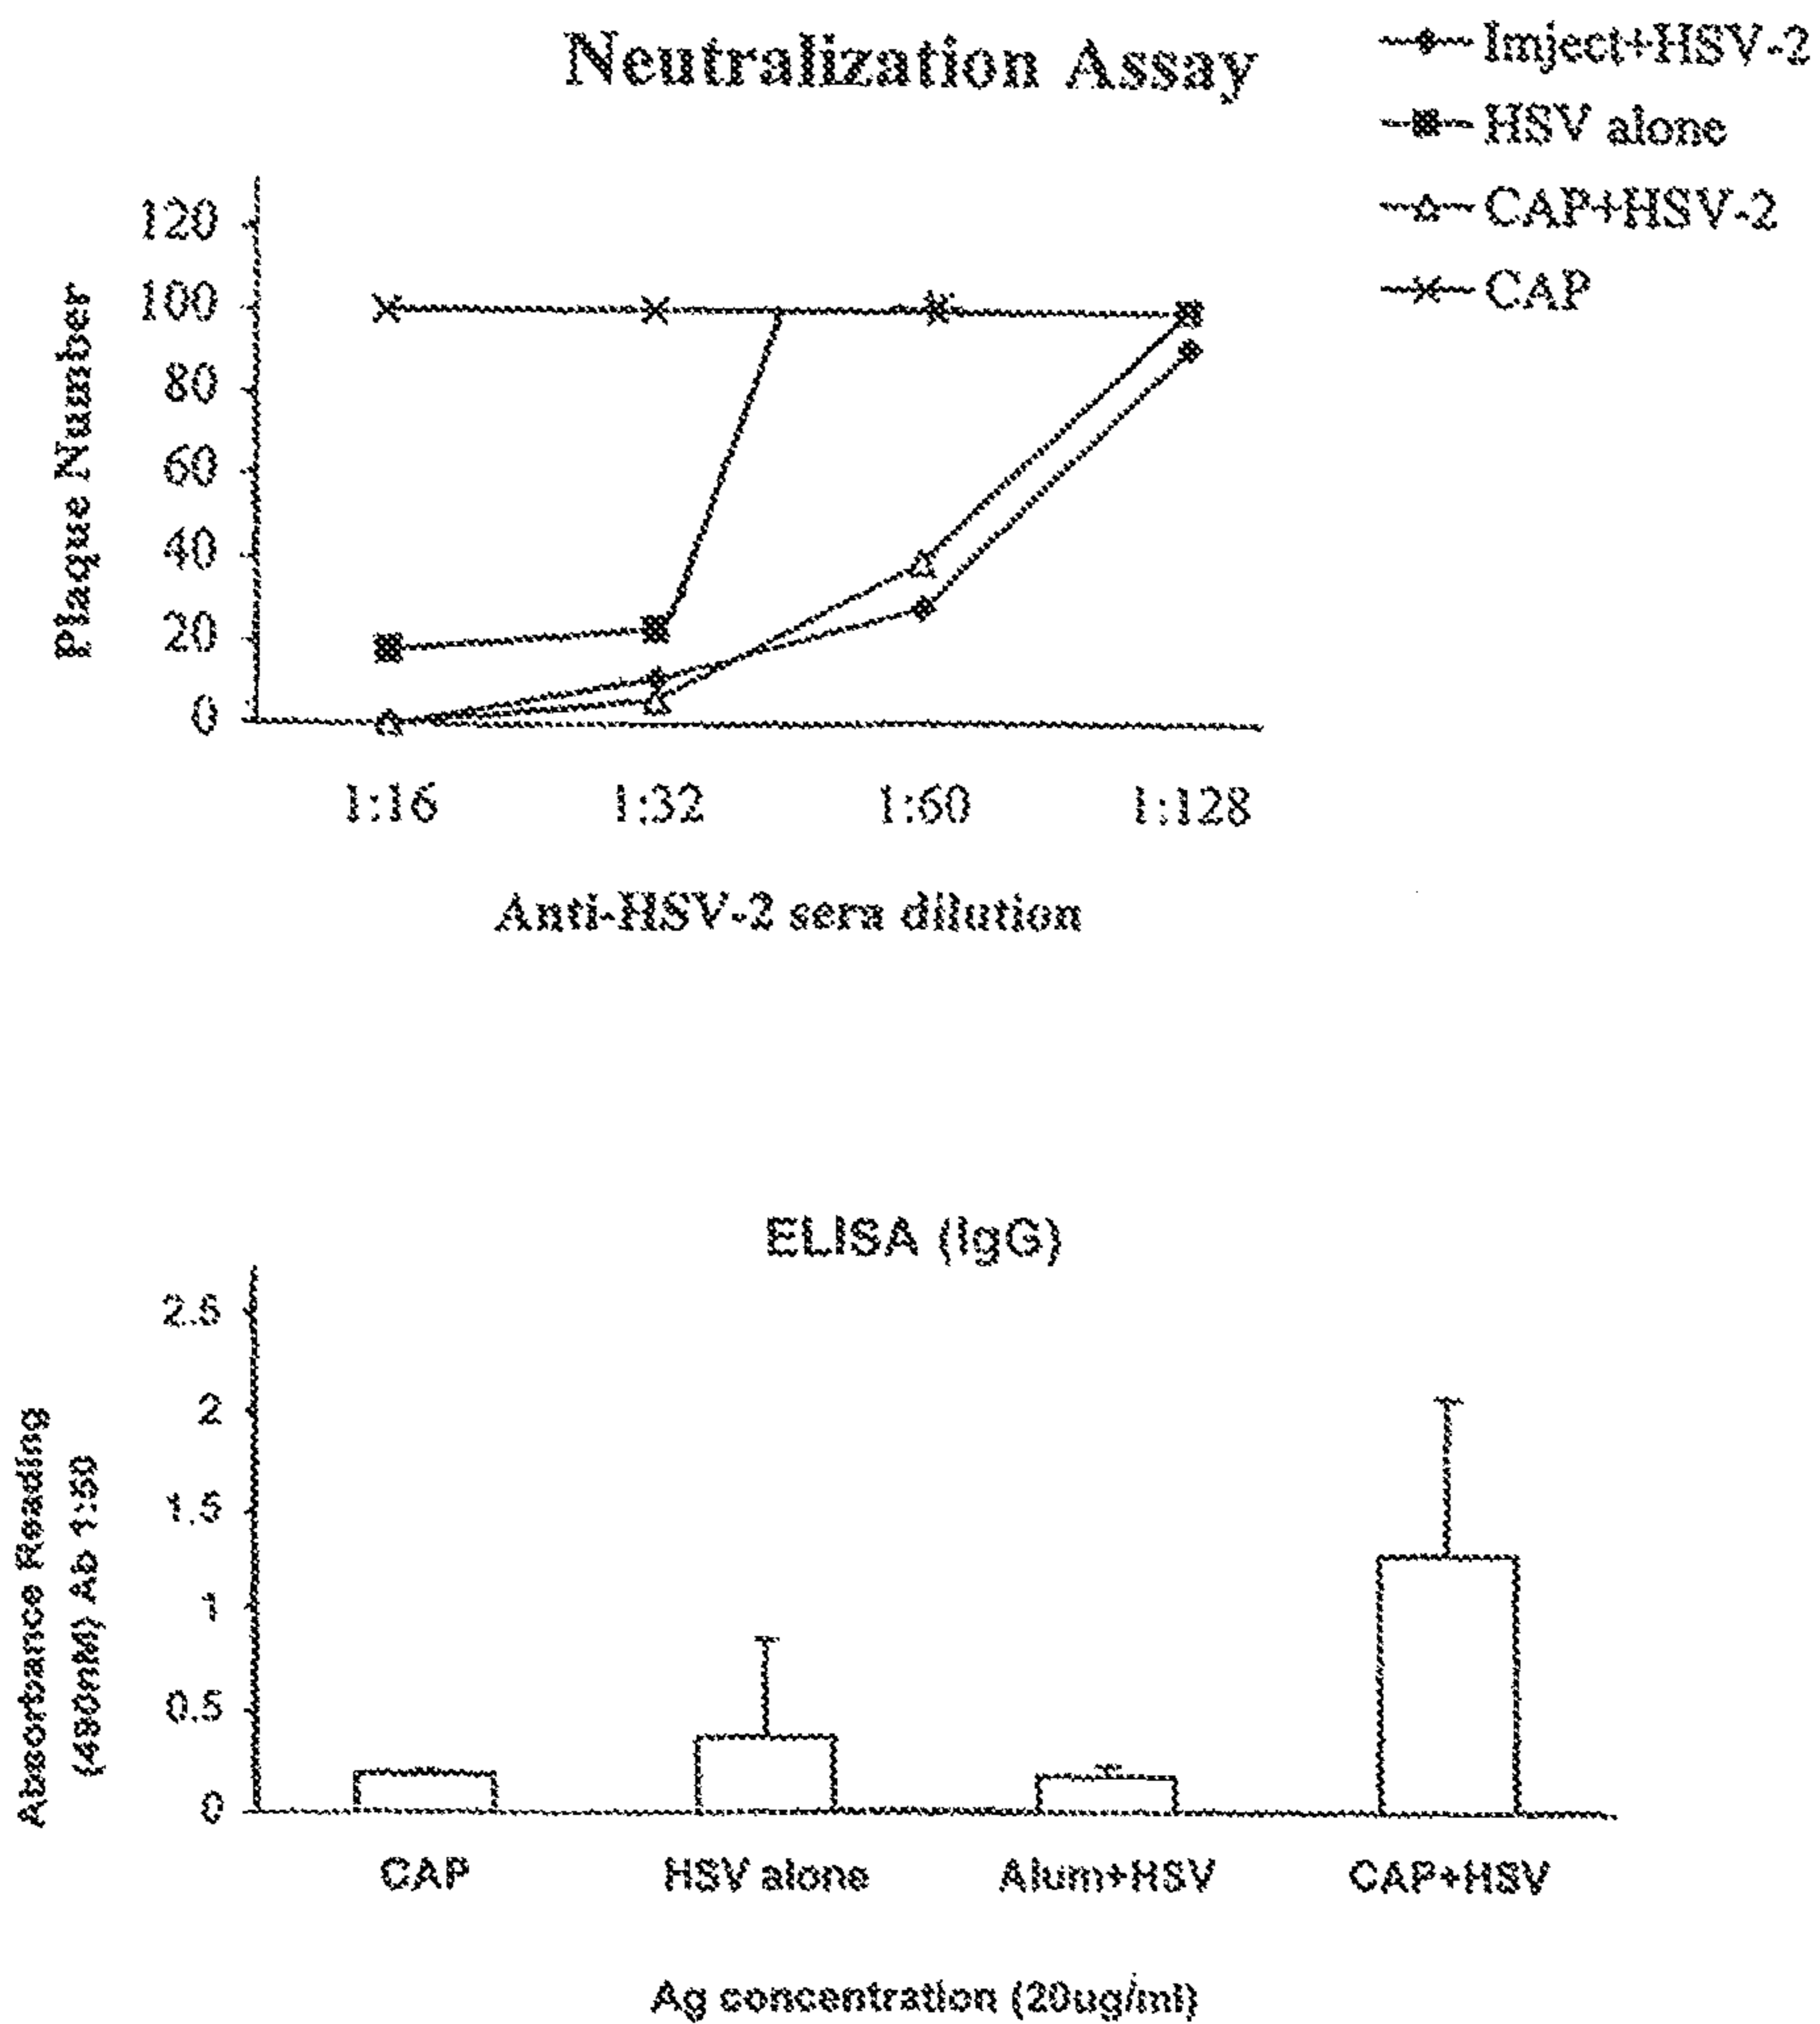 Neutralization Assay
Imject+HSV-2
HSV alone
CAP+HSV-2
CAP
120
100
80
60
40
20
0
Plaque Number
1:16
1:32
1:60
1:128
Anti-HSV-2 sera dilution
ELISA (IgG)
2.5
2
1.5
1
0.5
0
Absorbance Reading
(490nM) Ab 1:50
CAP
HSV alone
Alum+HSV
CAP+HSV
Ag concentration (20ug/ml)